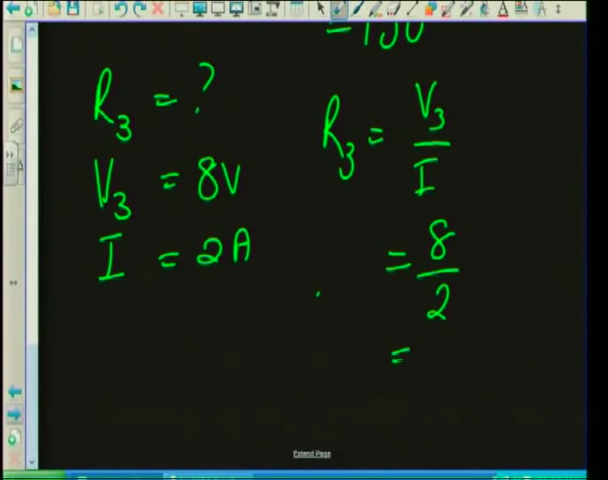 R₃ = ?
V₃ = 8V
I = 2A
R₃ = V₃/I
= 8/2
=
Extend Page